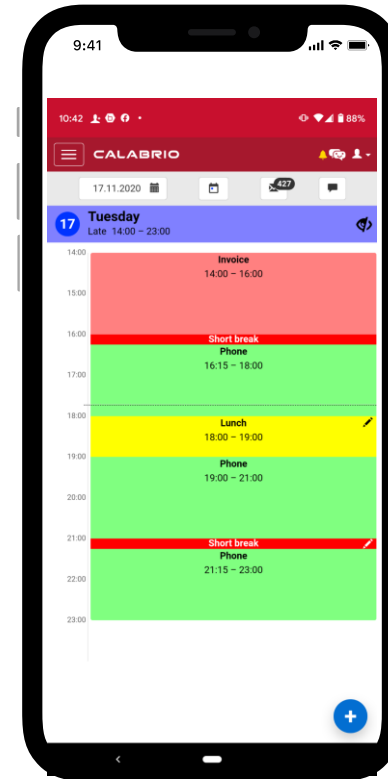 9:41
10:42 88%
CALABRIO
17.11.2020 427
17 Tuesday
Late 14:00 – 23:00
14:00
Invoice
14:00 – 16:00
15:00
16:00
Short break
Phone
16:15 – 18:00
17:00
18:00
Lunch
18:00 – 19:00
19:00
Phone
19:00 – 21:00
20:00
21:00
Short break
Phone
21:15 – 23:00
22:00
23:00